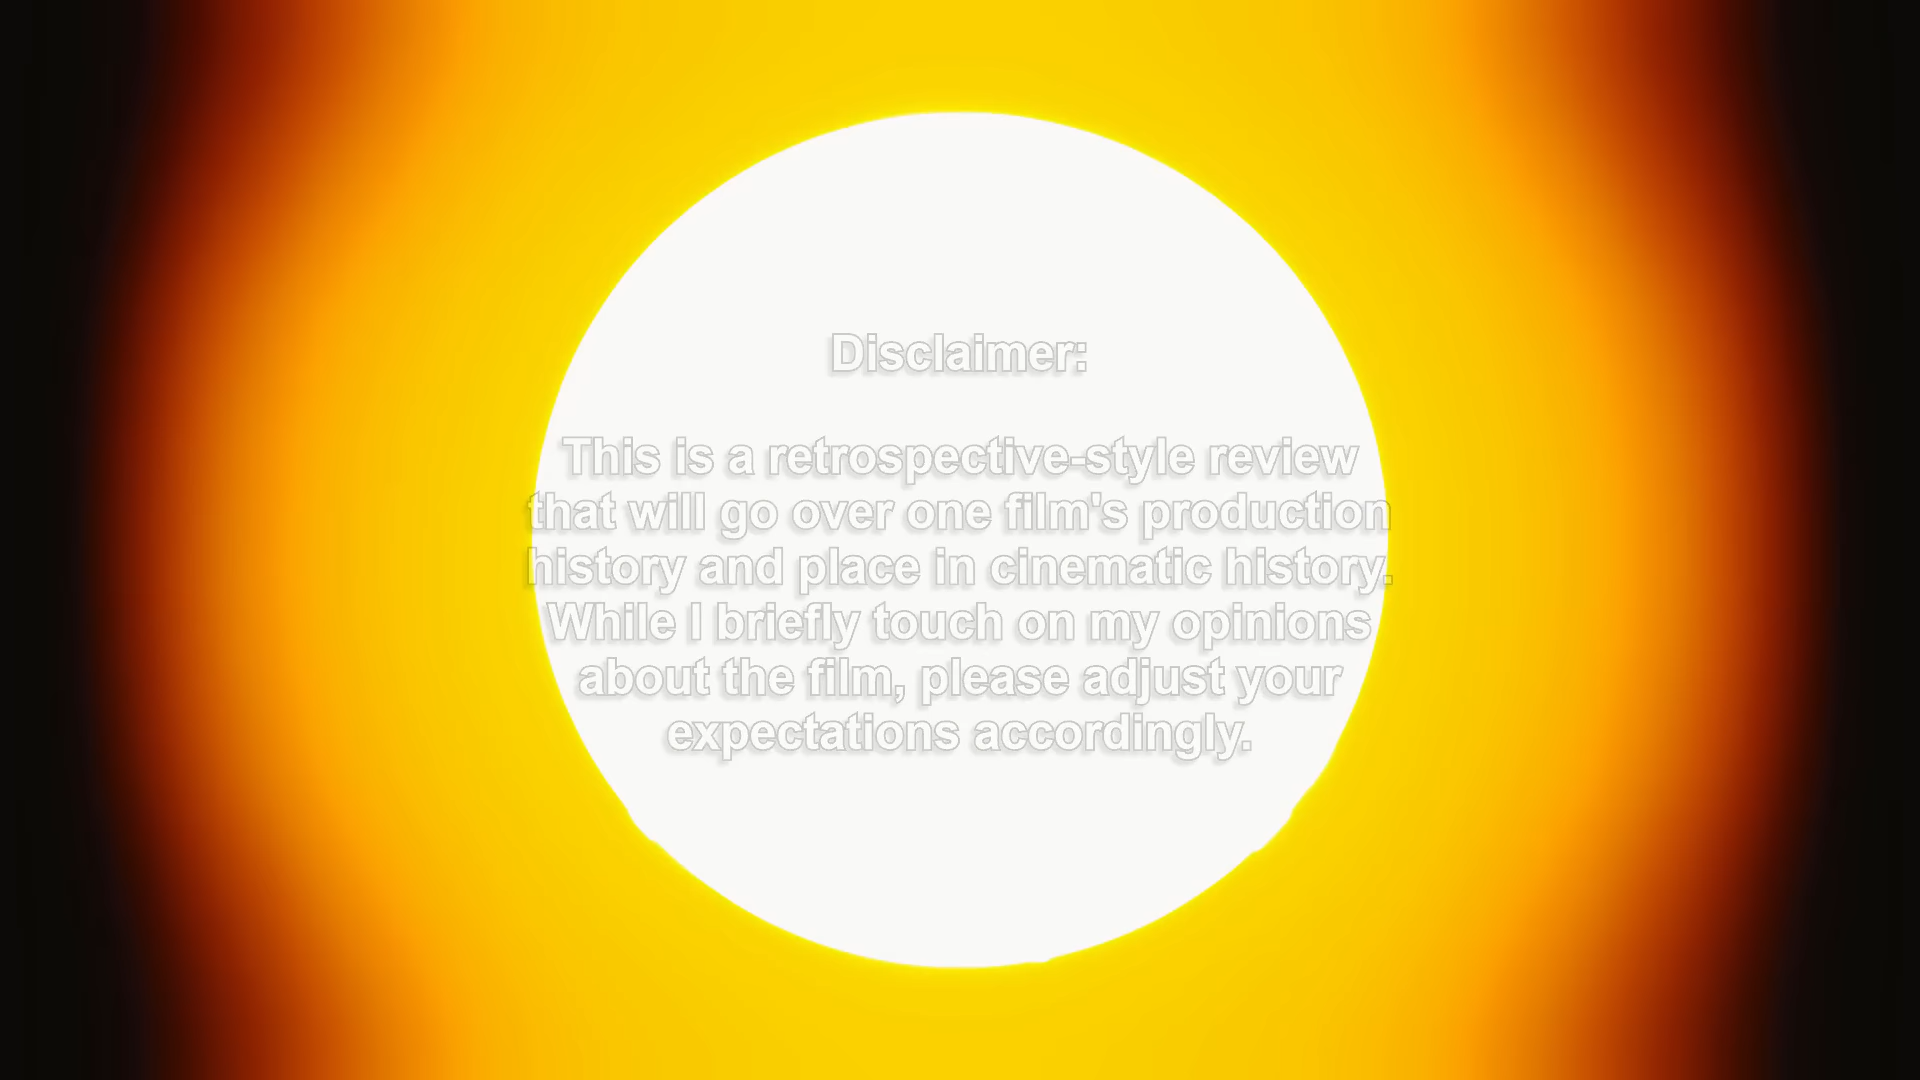 Disclaimer:
This is a retrospective-style review
that will go over one film's production
history and place in cinematic history.
While I briefly touch on my opinions
about the film, please adjust your
expectations accordingly.